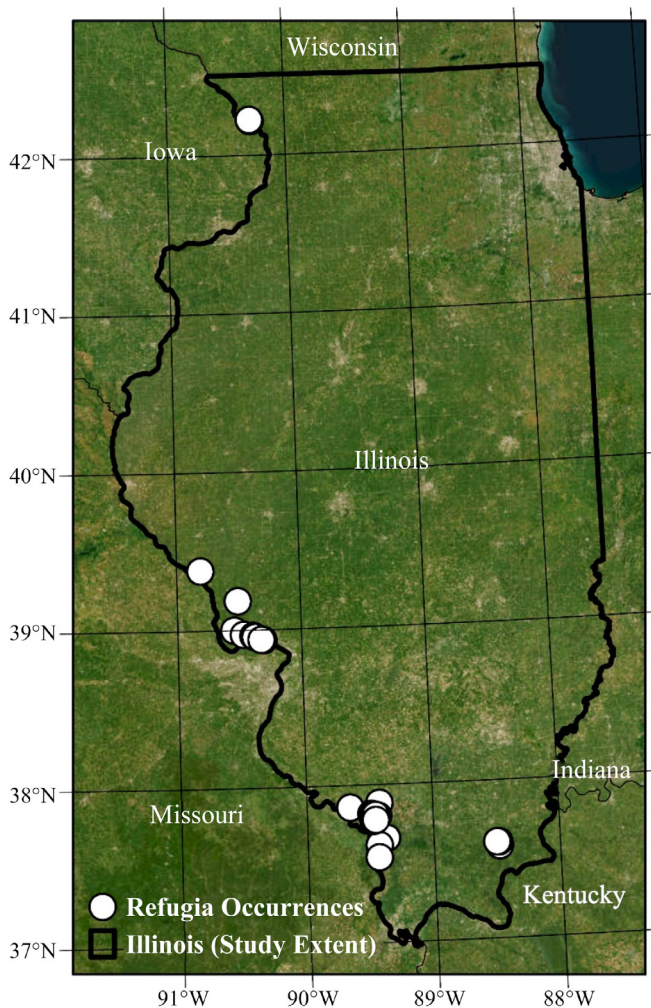 Wisconsin
Iowa
42°N
41°N
40°N
Illinois
39°N
Indiana
38°N
Missouri
Kentucky
Refugia Occurrences
Illinois (Study Extent)
37°N
91°W 90°W 89°W 88°W